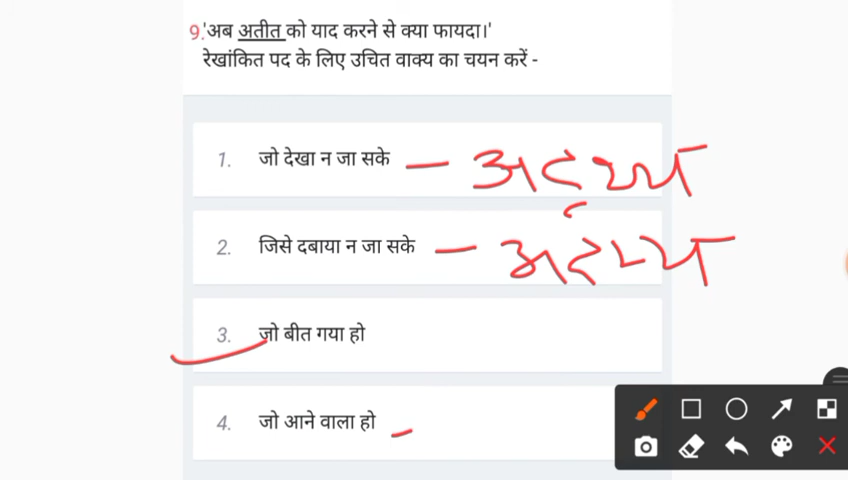 9. 'अब अतीत को याद करने से क्या फायदा।'
रेखांकित पद के लिए उचित वाक्य का चयन करें -
1. जो देखा न जा सके – अदृश्य
2. जिसे दबाया न जा सके – अदम्य
3. जो बीत गया हो
4. जो आने वाला हो –